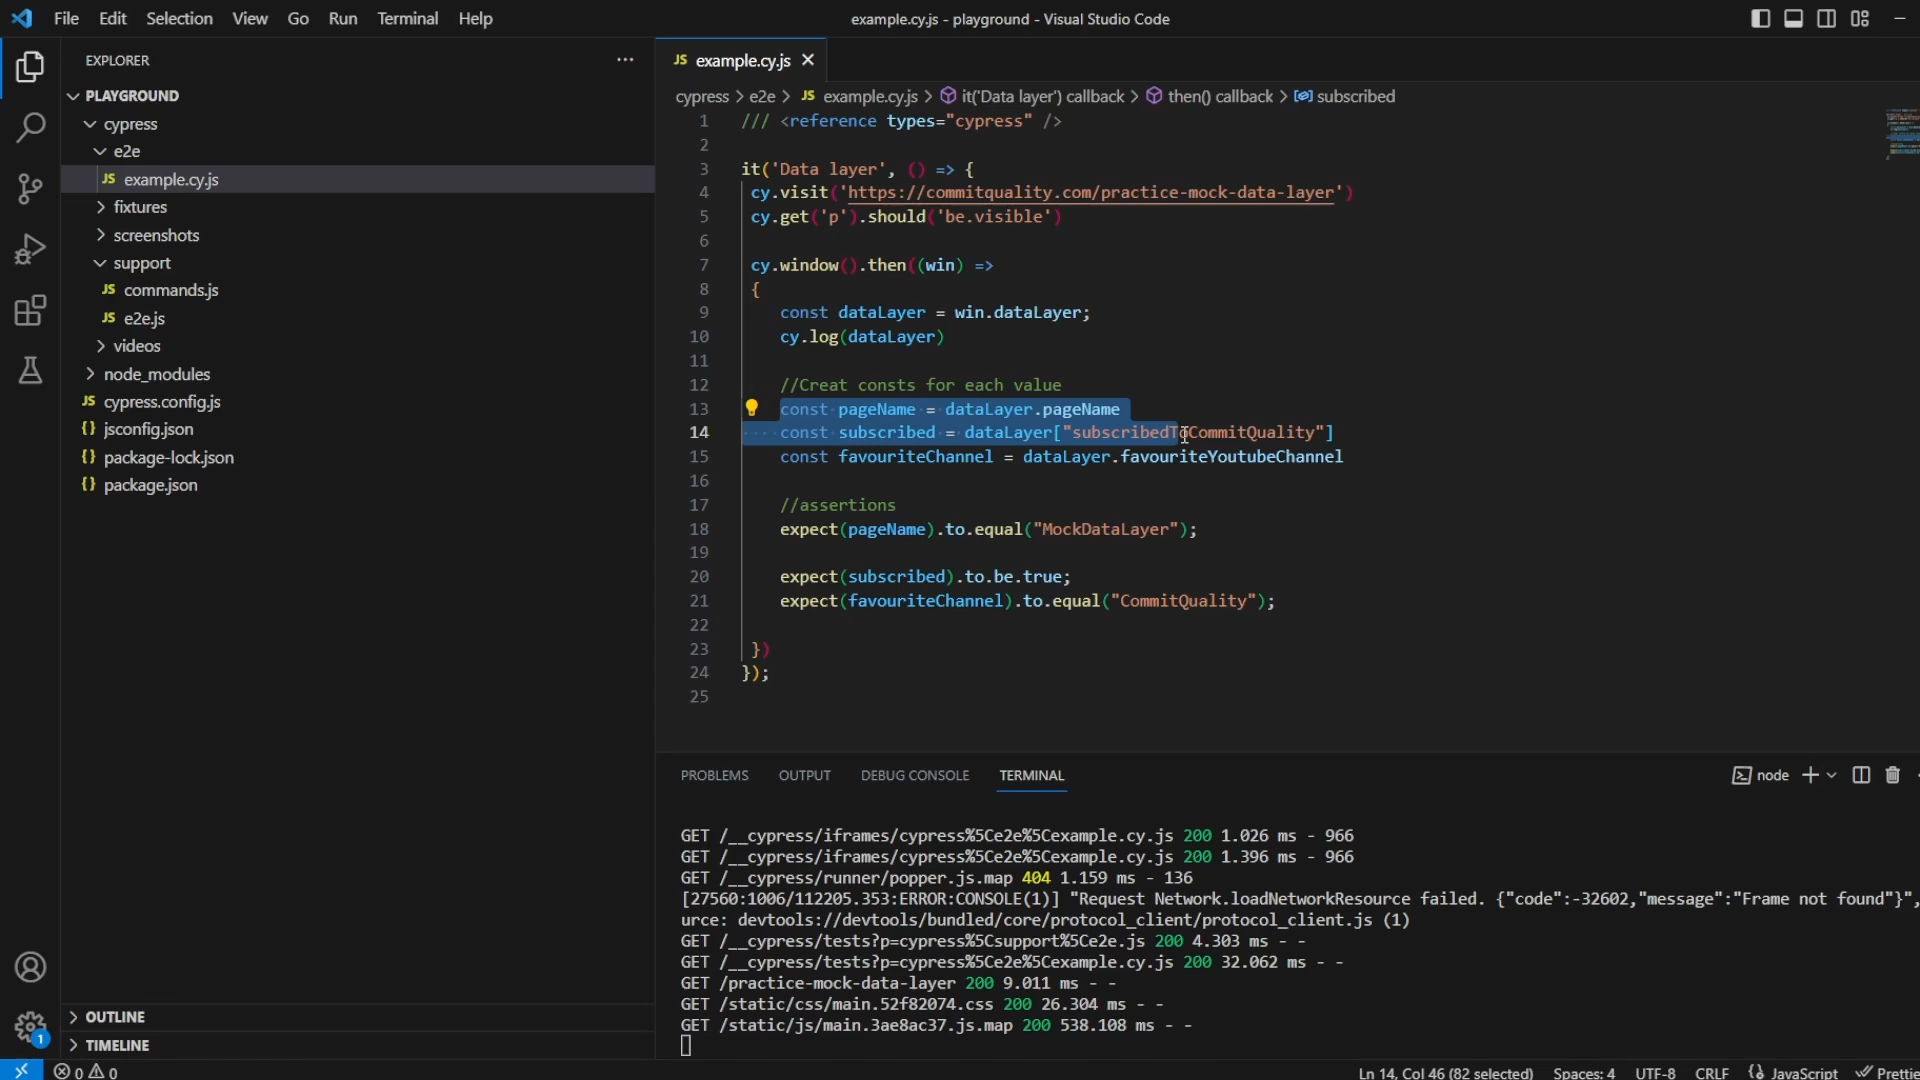 File Edit Selection View Go Run Terminal Help
example.cy.js - playground - Visual Studio Code
EXPLORER
PLAYGROUND
cypress
e2e
JS example.cy.js
fixtures
screenshots
support
JS commands.js
JS e2e.js
videos
node_modules
JS cypress.config.js
{} jsconfig.json
{} package-lock.json
{} package.json
OUTLINE
TIMELINE
1
JS example.cy.js
cypress > e2e > JS example.cy.js > it('Data layer') callback > then() callback > subscribed
1 /// <reference types="cypress" />
2
3 it('Data layer', () => {
4 cy.visit('https://commitquality.com/practice-mock-data-layer')
5 cy.get('p').should('be.visible')
6
7 cy.window().then((win) =>
8 {
9 const dataLayer = win.dataLayer;
10 cy.log(dataLayer)
11
12 //Creat consts for each value
13 const pageName = dataLayer.pageName
14 const subscribed = dataLayer["subscribedToCommitQuality"]
15 const favouriteChannel = dataLayer.favouriteYoutubeChannel
16
17 //assertions
18 expect(pageName).to.equal("MockDataLayer");
19
20 expect(subscribed).to.be.true;
21 expect(favouriteChannel).to.equal("CommitQuality");
22
23 })
24 });
25
PROBLEMS OUTPUT DEBUG CONSOLE TERMINAL
node
GET /__cypress/iframes/cypress%5Ce2e%5Cexample.cy.js 200 1.026 ms - 966
GET /__cypress/iframes/cypress%5Ce2e%5Cexample.cy.js 200 1.396 ms - 966
GET /__cypress/runner/popper.js.map 404 1.159 ms - 136
[27560:1006/112205.353:ERROR:CONSOLE(1)] "Request Network.loadNetworkResource failed. {"code":-32602,"message":"Frame not found"}",
urce: devtools://devtools/bundled/core/protocol_client/protocol_client.js (1)
GET /__cypress/tests?p=cypress%5Csupport%5Ce2e.js 200 4.303 ms - -
GET /__cypress/tests?p=cypress%5Ce2e%5Cexample.cy.js 200 32.062 ms - -
GET /practice-mock-data-layer 200 9.011 ms - -
GET /static/css/main.52f82074.css 200 26.304 ms - -
GET /static/js/main.3ae8ac37.js.map 200 538.108 ms - -
0 0
Ln 14, Col 46 (82 selected) Spaces: 4 UTF-8 CRLF {} JavaScript Prettie